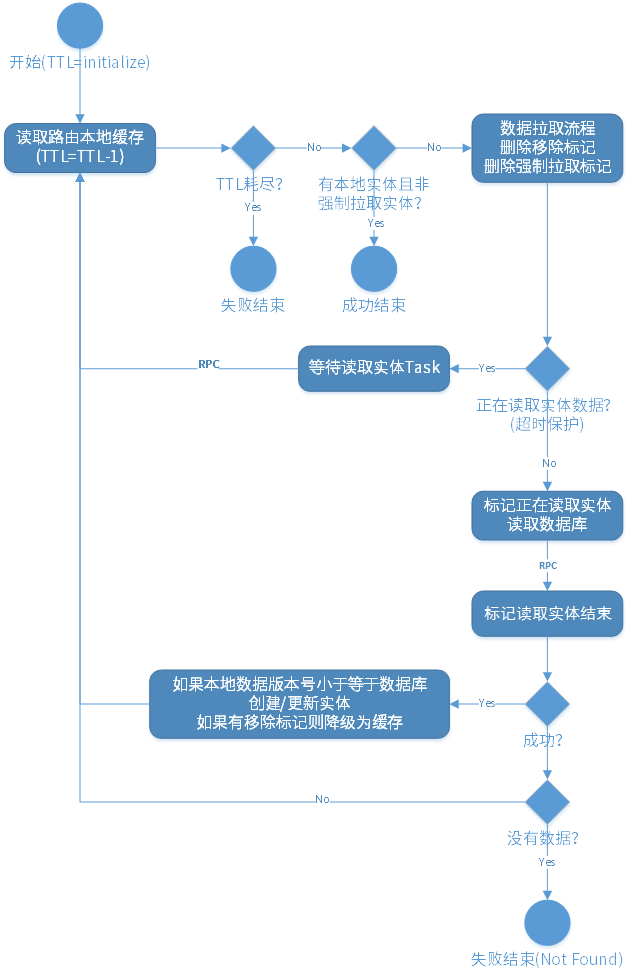 开始(TTL=initialize)
读取路由本地缓存
(TTL=TTL-1)
TTL耗尽?
No
Yes
失败结束
有本地实体且非
强制拉取实体?
No
Yes
成功结束
数据拉取流程
删除移除标记
删除强制拉取标记
正在读取实体数据?
(超时保护)
Yes
等待读取实体Task
RPC
No
标记正在读取实体
读取数据库
RPC
标记读取实体结束
成功?
Yes
如果本地数据版本号小于等于数据库
创建/更新实体
如果有移除标记则降级为缓存
没有数据?
No
Yes
失败结束(Not Found)